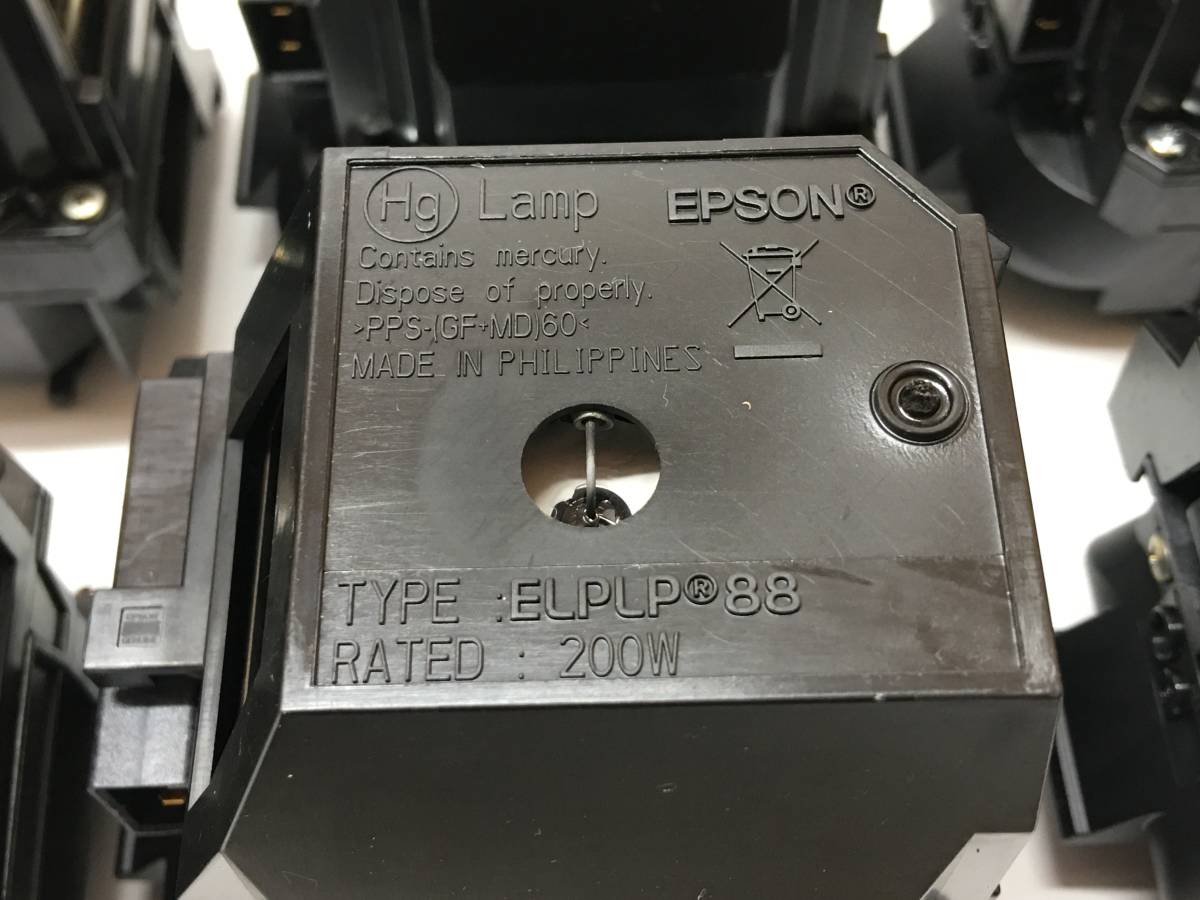 Hg Lamp EPSON®
Contains mercury.
Dispose of properly.
>PPS-(GF+MD)60<
MADE IN PHILIPPINES
TYPE :ELPLP®88
RATED : 200W